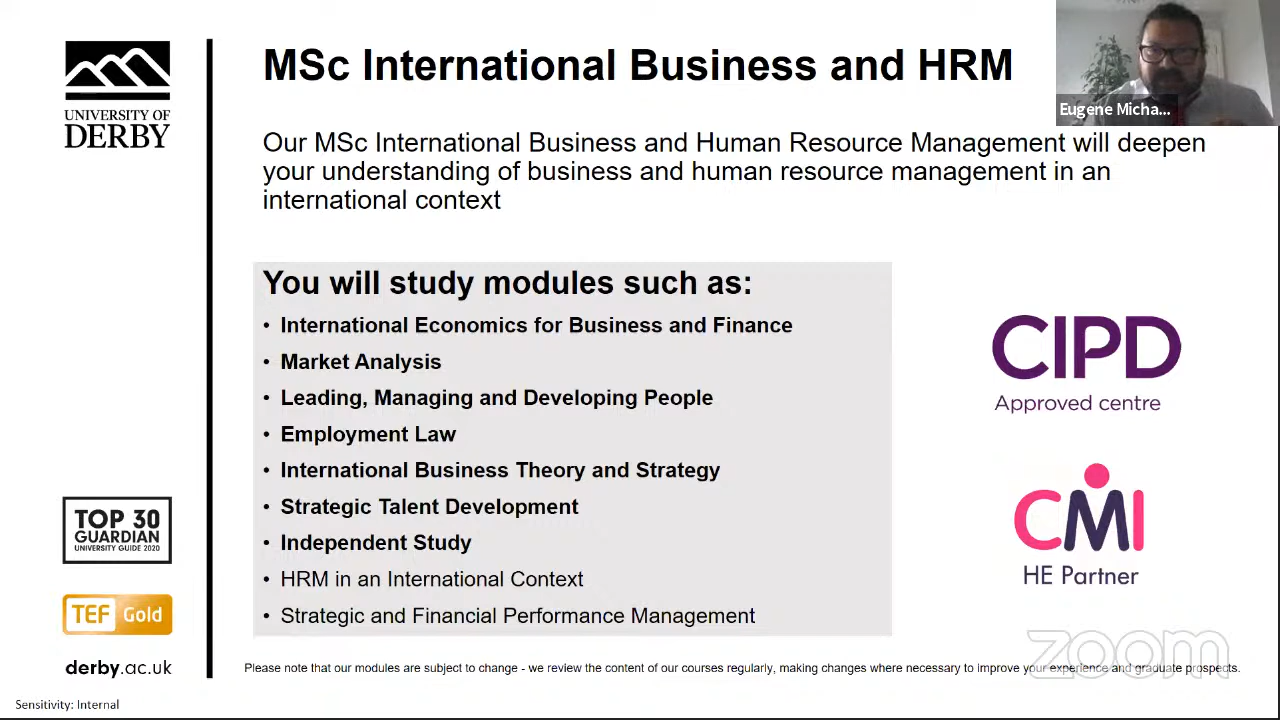 UNIVERSITY OF
DERBY
MSc International Business and HRM
Eugene Micha...
Our MSc International Business and Human Resource Management will deepen
your understanding of business and human resource management in an
international context
You will study modules such as:
• International Economics for Business and Finance
• Market Analysis
• Leading, Managing and Developing People
• Employment Law
• International Business Theory and Strategy
• Strategic Talent Development
• Independent Study
• HRM in an International Context
• Strategic and Financial Performance Management
CIPD
Approved centre
CMI
HE Partner
TOP 30
GUARDIAN
UNIVERSITY GUIDE 2020
TEF Gold
derby.ac.uk
Please note that our modules are subject to change - we review the content of our courses regularly, making changes where necessary to improve your experience and graduate prospects.
zoom
Sensitivity: Internal